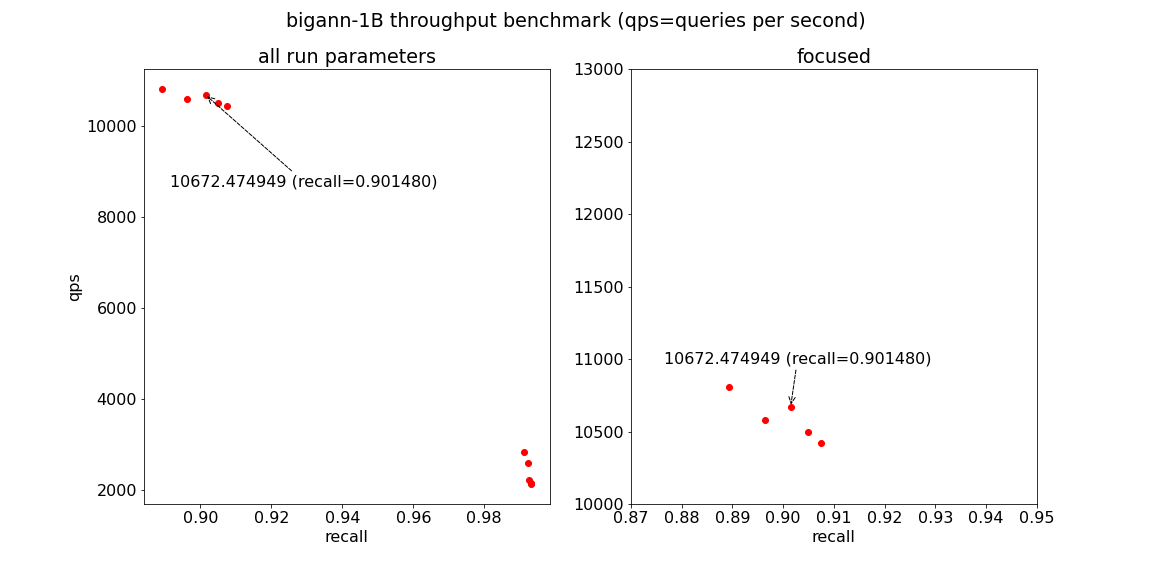 bigann-1B throughput benchmark (qps=queries per second)
all run parameters
10000
8000
6000
4000
2000
qps
10672.474949 (recall=0.901480)
0.90 0.92 0.94 0.96 0.98
recall
focused
13000
12500
12000
11500
11000
10500
10000
10672.474949 (recall=0.901480)
0.87 0.88 0.89 0.90 0.91 0.92 0.93 0.94 0.95
recall